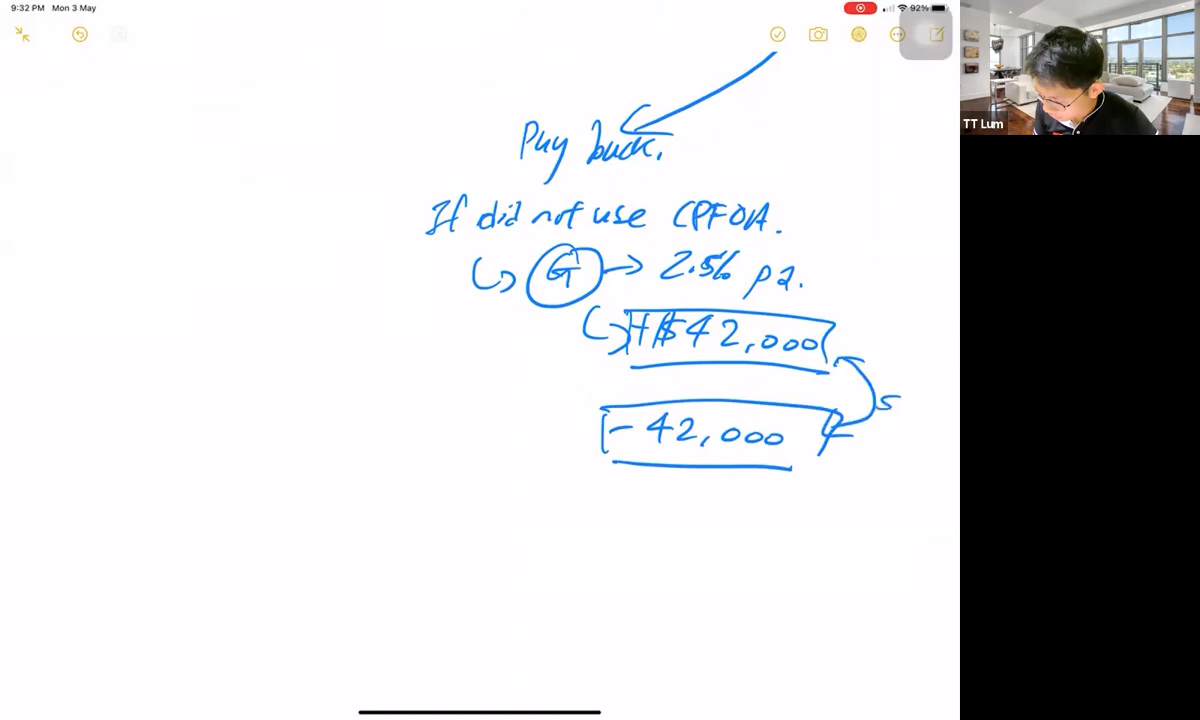 9:32 PM Mon 3 May
92%
TT Lum
Pay back.
If did not use CPFOA.
G → 2.5% pa.
+$42,000
- 42,000